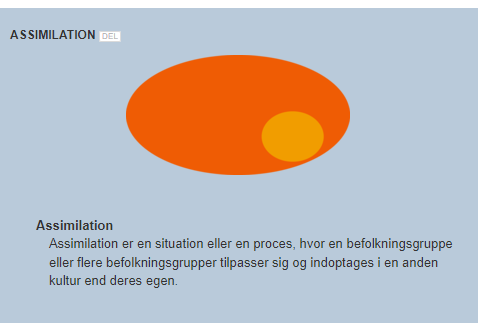 ASSIMILATION DEL
Assimilation
Assimilation er en situation eller en proces, hvor en befolkningsgruppe
eller flere befolkningsgrupper tilpasser sig og indoptages i en anden
kultur end deres egen.